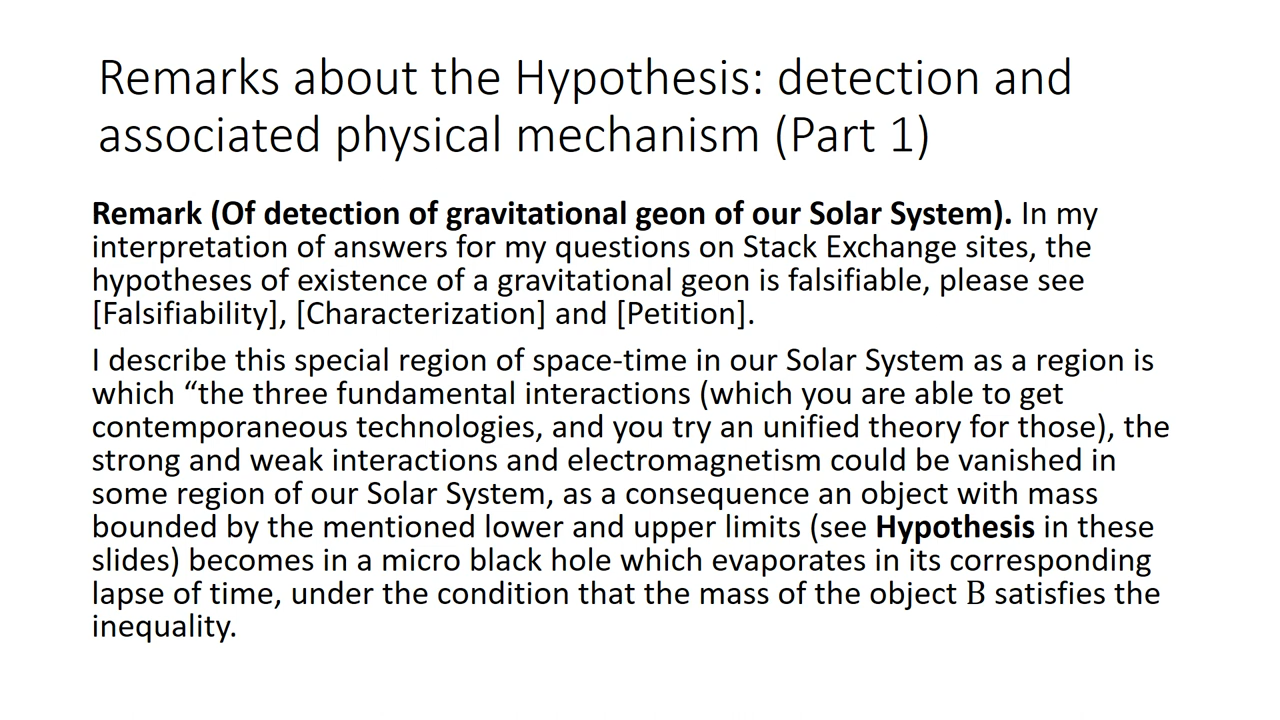 Remarks about the Hypothesis: detection and
associated physical mechanism (Part 1)
Remark (Of detection of gravitational geon of our Solar System). In my
interpretation of answers for my questions on Stack Exchange sites, the
hypotheses of existence of a gravitational geon is falsifiable, please see
[Falsifiability], [Characterization] and [Petition].
I describe this special region of space-time in our Solar System as a region is
which “the three fundamental interactions (which you are able to get
contemporaneous technologies, and you try an unified theory for those), the
strong and weak interactions and electromagnetism could be vanished in
some region of our Solar System, as a consequence an object with mass
bounded by the mentioned lower and upper limits (see Hypothesis in these
slides) becomes in a micro black hole which evaporates in its corresponding
lapse of time, under the condition that the mass of the object B satisfies the
inequality.